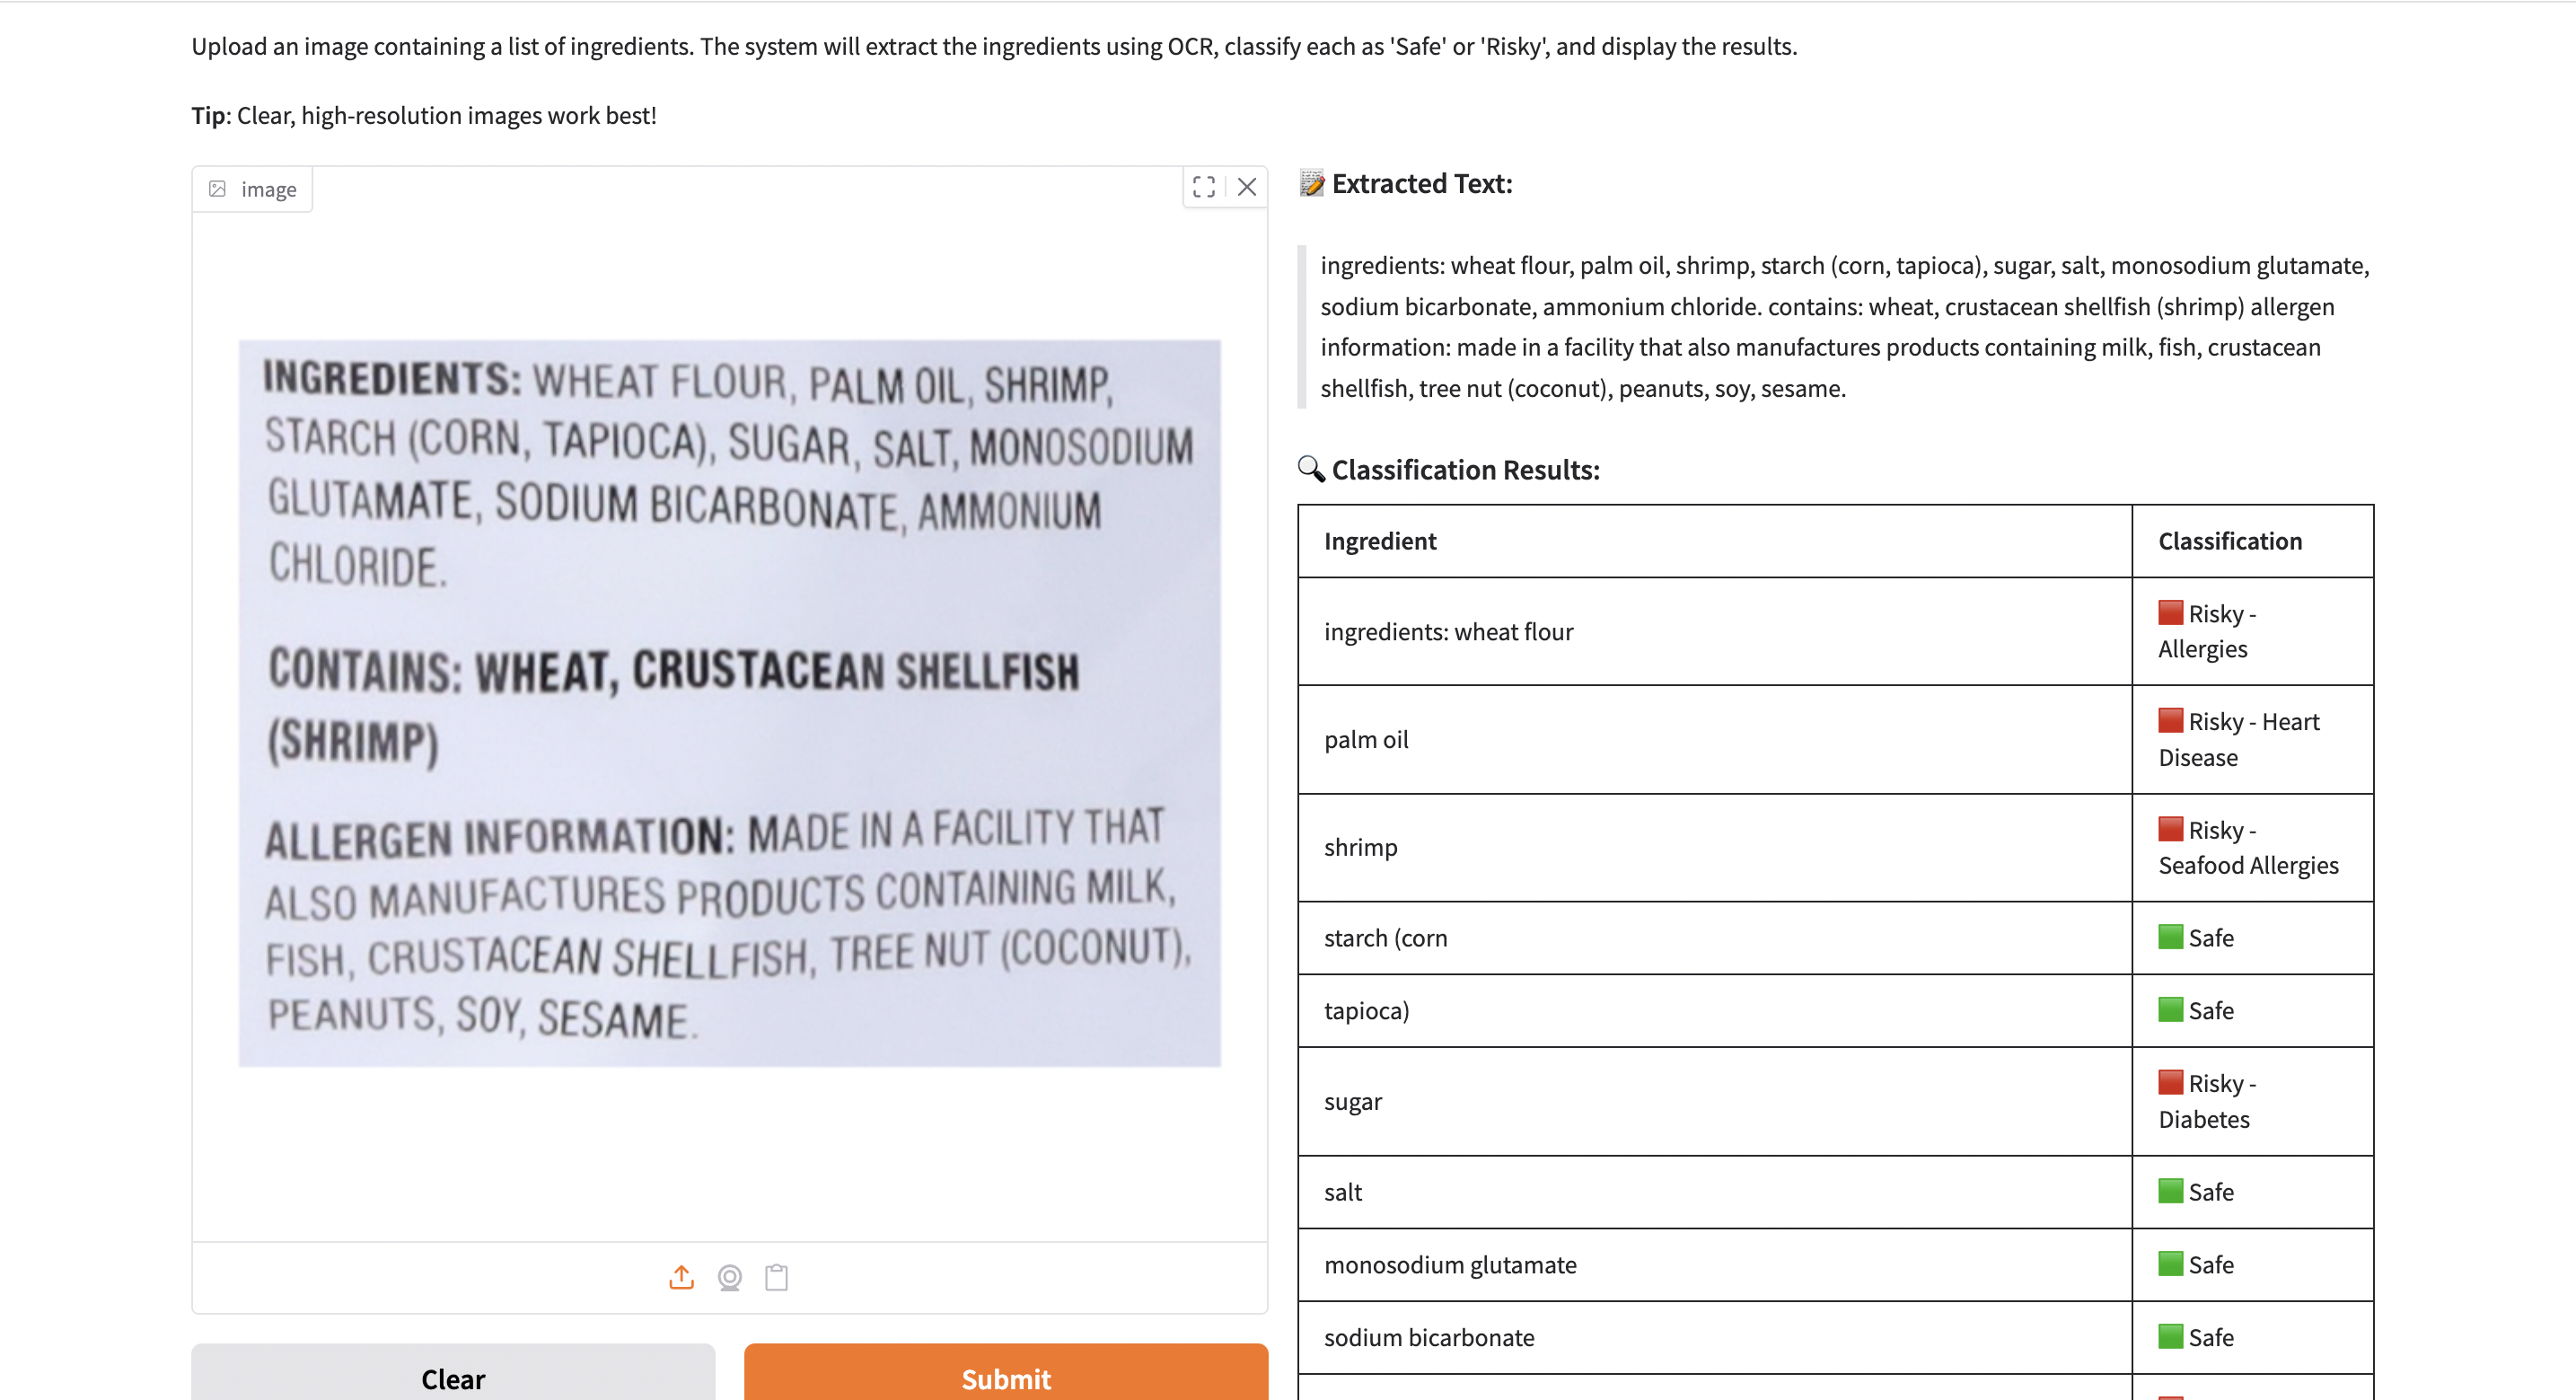 Upload an image containing a list of ingredients. The system will extract the ingredients using OCR, classify each as 'Safe' or 'Risky', and display the results.
Tip: Clear, high-resolution images work best!
image
INGREDIENTS: WHEAT FLOUR, PALM OIL, SHRIMP,
STARCH (CORN, TAPIOCA), SUGAR, SALT, MONOSODIUM
GLUTAMATE, SODIUM BICARBONATE, AMMONIUM
CHLORIDE.
CONTAINS: WHEAT, CRUSTACEAN SHELLFISH
(SHRIMP)
ALLERGEN INFORMATION: MADE IN A FACILITY THAT
ALSO MANUFACTURES PRODUCTS CONTAINING MILK,
FISH, CRUSTACEAN SHELLFISH, TREE NUT (COCONUT),
PEANUTS, SOY, SESAME.
Clear
Submit
Extracted Text:
ingredients: wheat flour, palm oil, shrimp, starch (corn, tapioca), sugar, salt, monosodium glutamate,
sodium bicarbonate, ammonium chloride. contains: wheat, crustacean shellfish (shrimp) allergen
information: made in a facility that also manufactures products containing milk, fish, crustacean
shellfish, tree nut (coconut), peanuts, soy, sesame.
Classification Results:
Ingredient Classification
ingredients: wheat flour Risky -
Allergies
palm oil Risky - Heart
Disease
shrimp Risky -
Seafood Allergies
starch (corn Safe
tapioca) Safe
sugar Risky -
Diabetes
salt Safe
monosodium glutamate Safe
sodium bicarbonate Safe